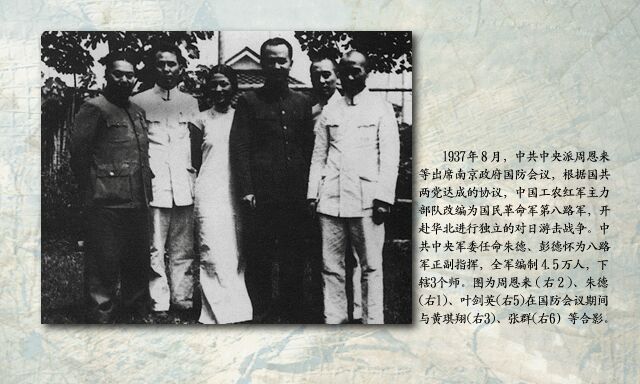 1937年8月，中共中央派周恩来
等出席南京政府国防会议，根据国共
两党达成的协议，中国工农红军主力
部队改编为国民革命军第八路军，开
赴华北进行独立的对日游击战争。中
共中央军委任命朱德、彭德怀为八路
军正副指挥，全军编制4.5万人，下
辖3个师。图为周恩来（右2）、朱德
(右1)、叶剑英(右5)在国防会议期间
与黄琪翔(右3)、张群(右6）等合影。